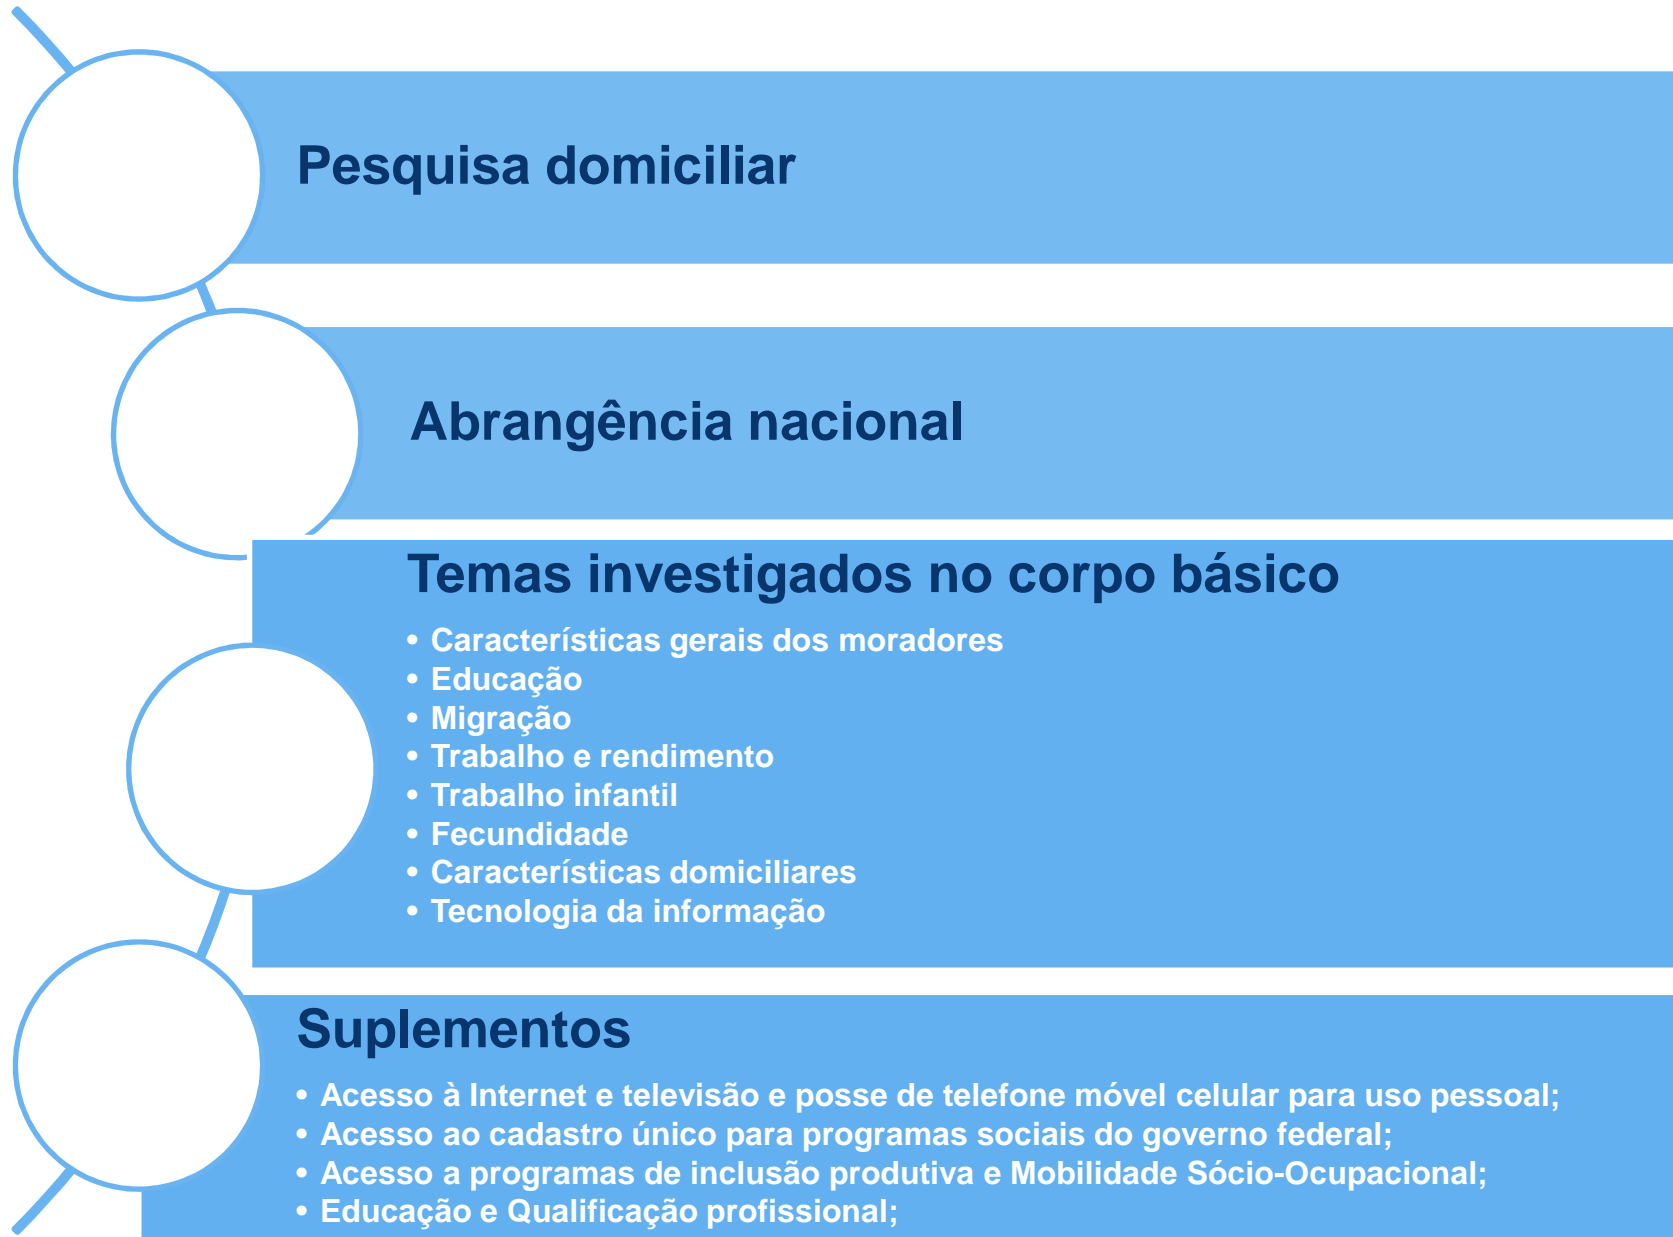 Pesquisa domiciliar
Abrangência nacional
Temas investigados no corpo básico
• Características gerais dos moradores
• Educação
• Migração
• Trabalho e rendimento
• Trabalho infantil
• Fecundidade
• Características domiciliares
• Tecnologia da informação
Suplementos
• Acesso à Internet e televisão e posse de telefone móvel celular para uso pessoal;
• Acesso ao cadastro único para programas sociais do governo federal;
• Acesso a programas de inclusão produtiva e Mobilidade Sócio-Ocupacional;
• Educação e Qualificação profissional;